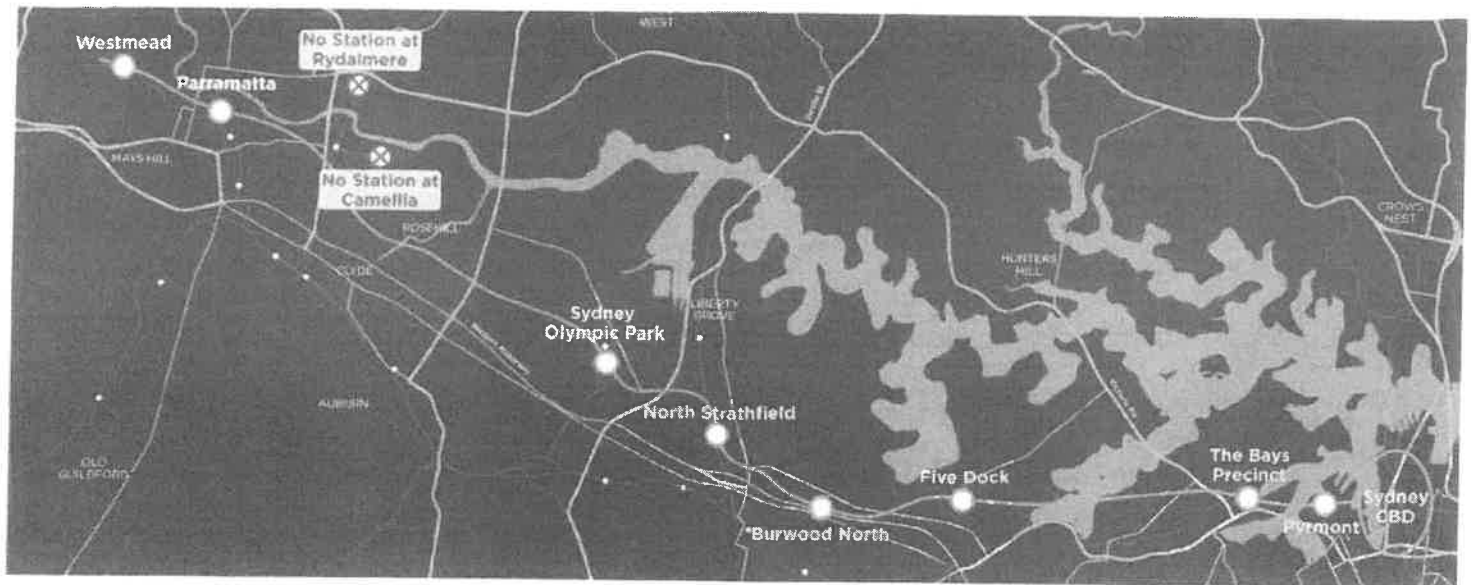 WEST
Westmead
No Station at
Rydalmere
Parramatta
MAYS HILL
No Station at
Camellia
ROSEHILL
CROWS
NEST
HUNTERS
HILL
CLYDE
LIBERTY
GROVE
Sydney
Olympic Park
AUBURN
North Strathfield
OLD
GUILDFORD
Five Dock
The Bays
Precinct
Sydney
CBD
Pyrmont
*Burwood North